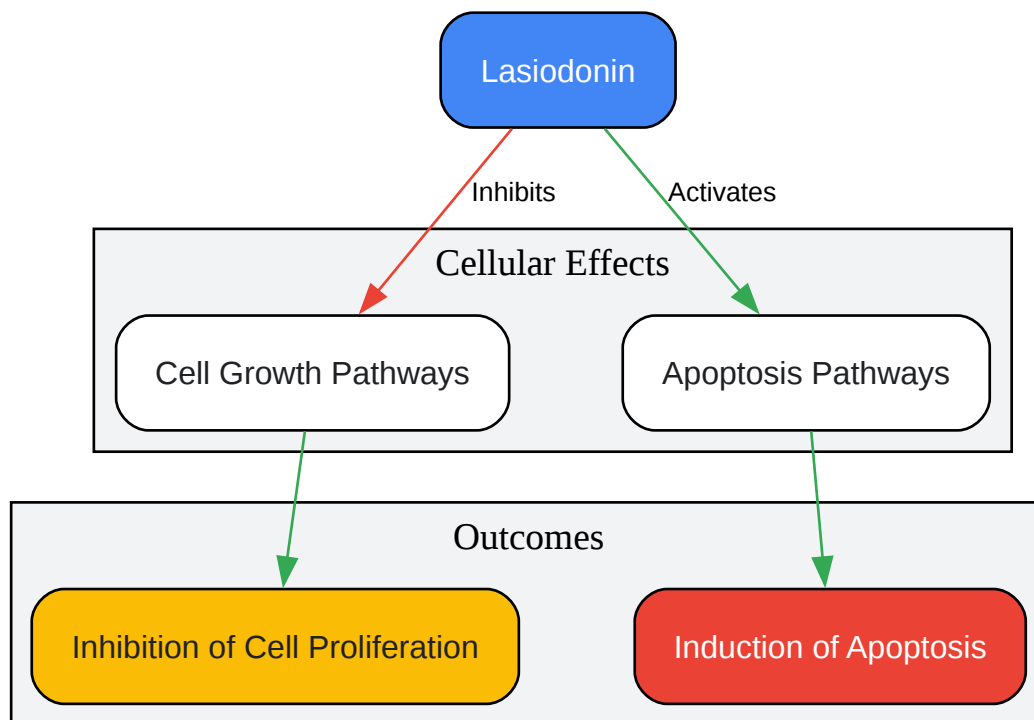 Lasiodonin
Inhibits
Activates
Cellular Effects
Cell Growth Pathways
Apoptosis Pathways
Outcomes
Inhibition of Cell Proliferation
Induction of Apoptosis